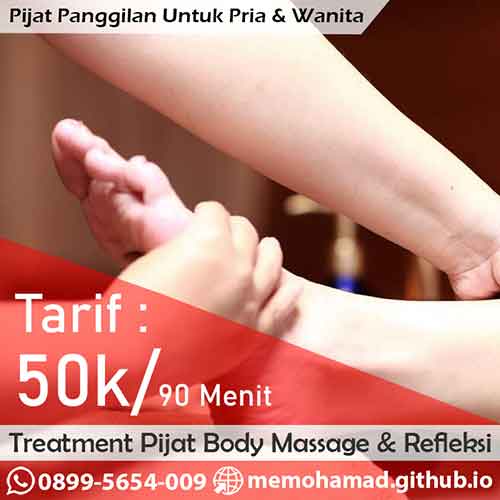 Pijat Panggilan Untuk Pria & Wanita
Tarif :
50k/90 Menit
Treatment Pijat Body Massage & Refleksi
0899-5654-009 memohamad.github.io